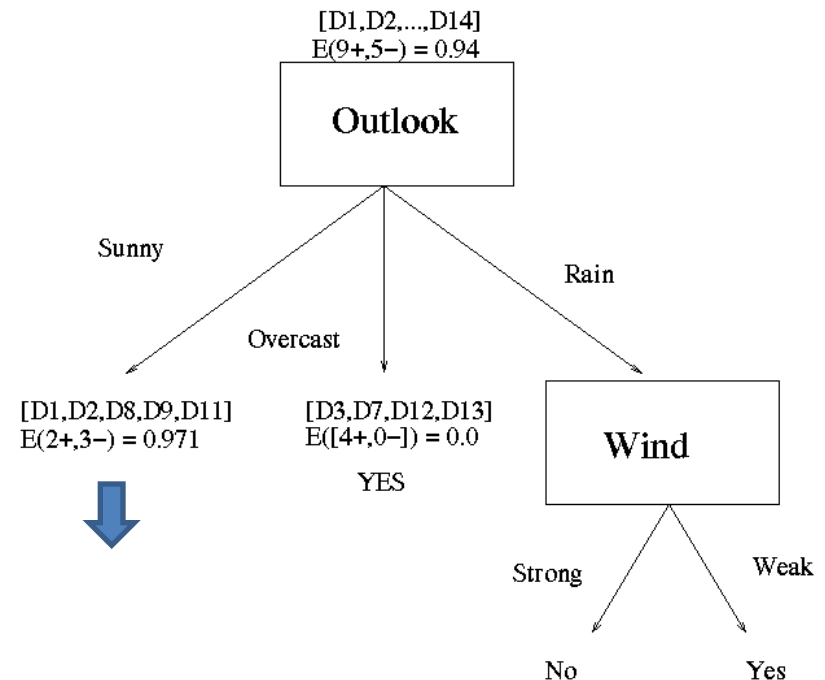 [D1,D2,...,D14]
E(9+,5−) = 0.94
Outlook
Sunny
Rain
Overcast
[D1,D2,D8,D9,D11]
E(2+,3−) = 0.971
[D3,D7,D12,D13]
E([4+,0−]) = 0.0
YES
Wind
Strong
Weak
No
Yes